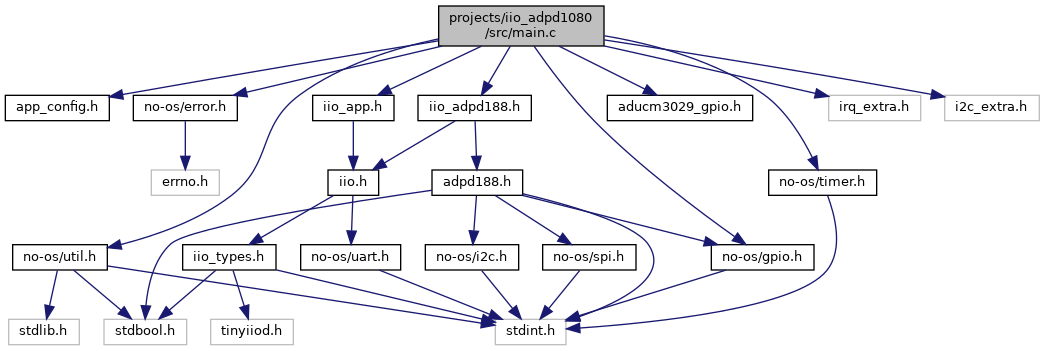 projects/iio_adpd1080
/src/main.c
app_config.h
no-os/error.h
iio_app.h
iio_adpd188.h
aducm3029_gpio.h
irq_extra.h
i2c_extra.h
errno.h
iio.h
adpd188.h
no-os/timer.h
no-os/util.h
iio_types.h
no-os/uart.h
no-os/i2c.h
no-os/spi.h
no-os/gpio.h
stdlib.h
stdbool.h
tinyiiod.h
stdint.h